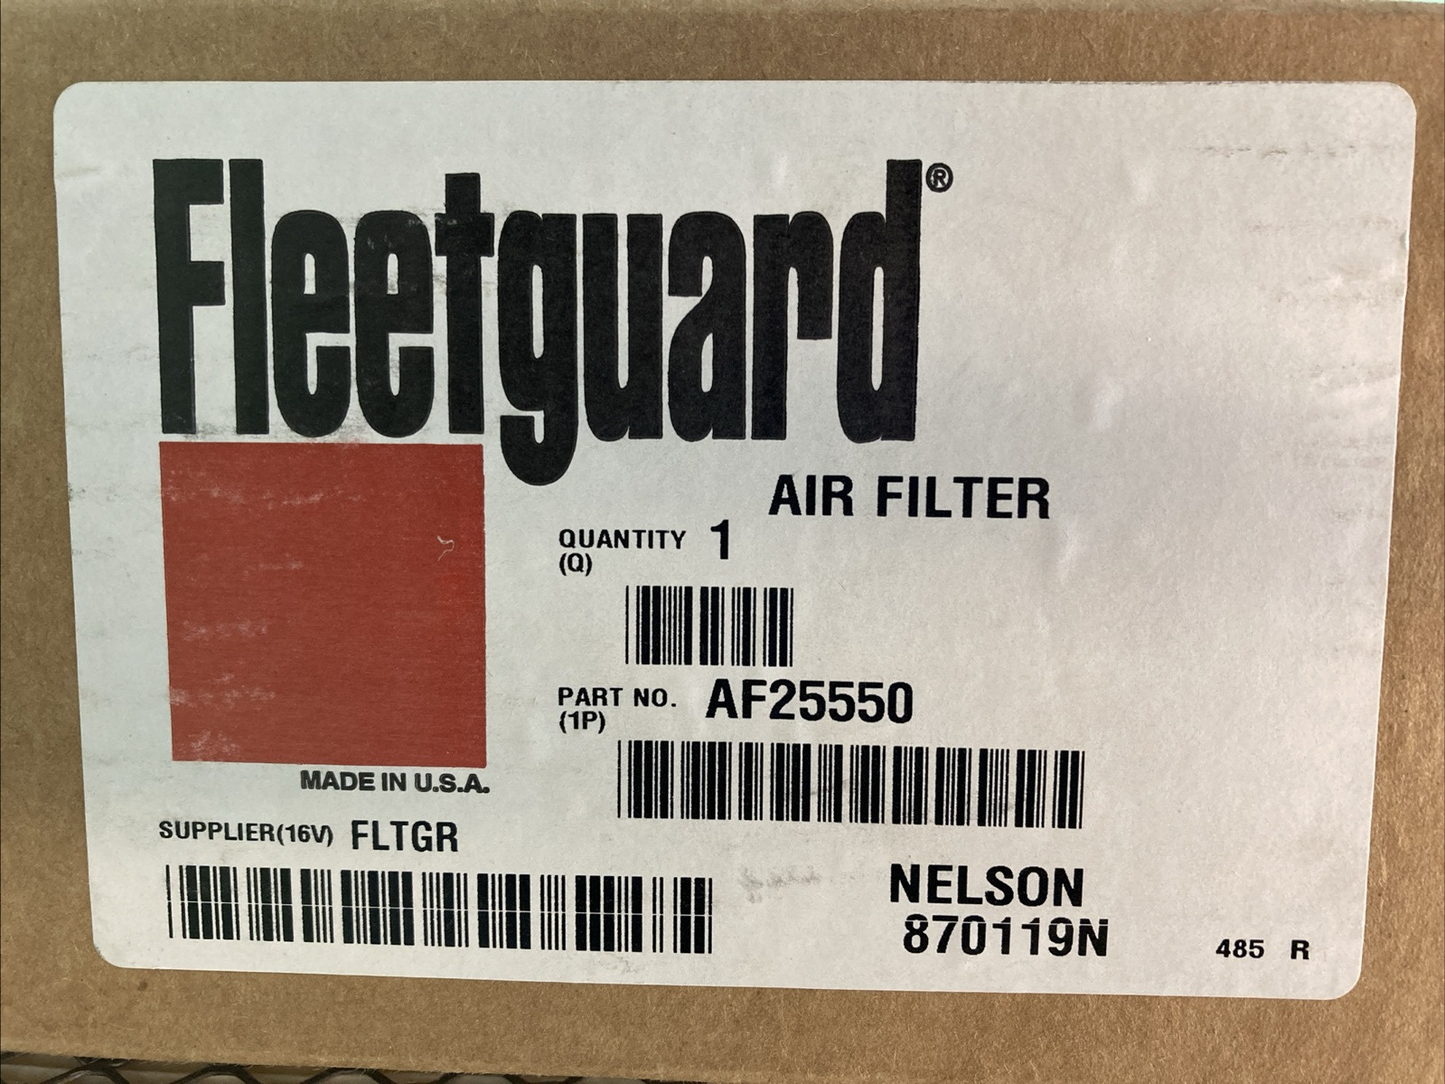 Fleetguard®
AIR FILTER
QUANTITY 1
(Q)
PART NO. AF25550
(1P)
MADE IN U.S.A.
SUPPLIER(16V) FLTGR
NELSON
870119N
485 R